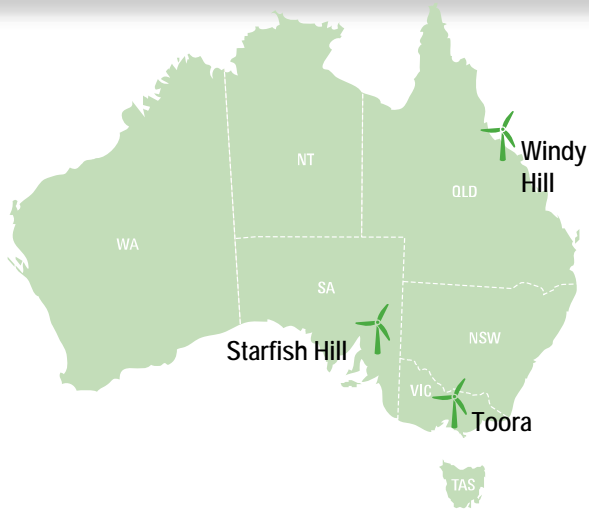 Windy
Hill
NT
QLD
WA
SA
Starfish Hill
NSW
VIC
Toora
TAS